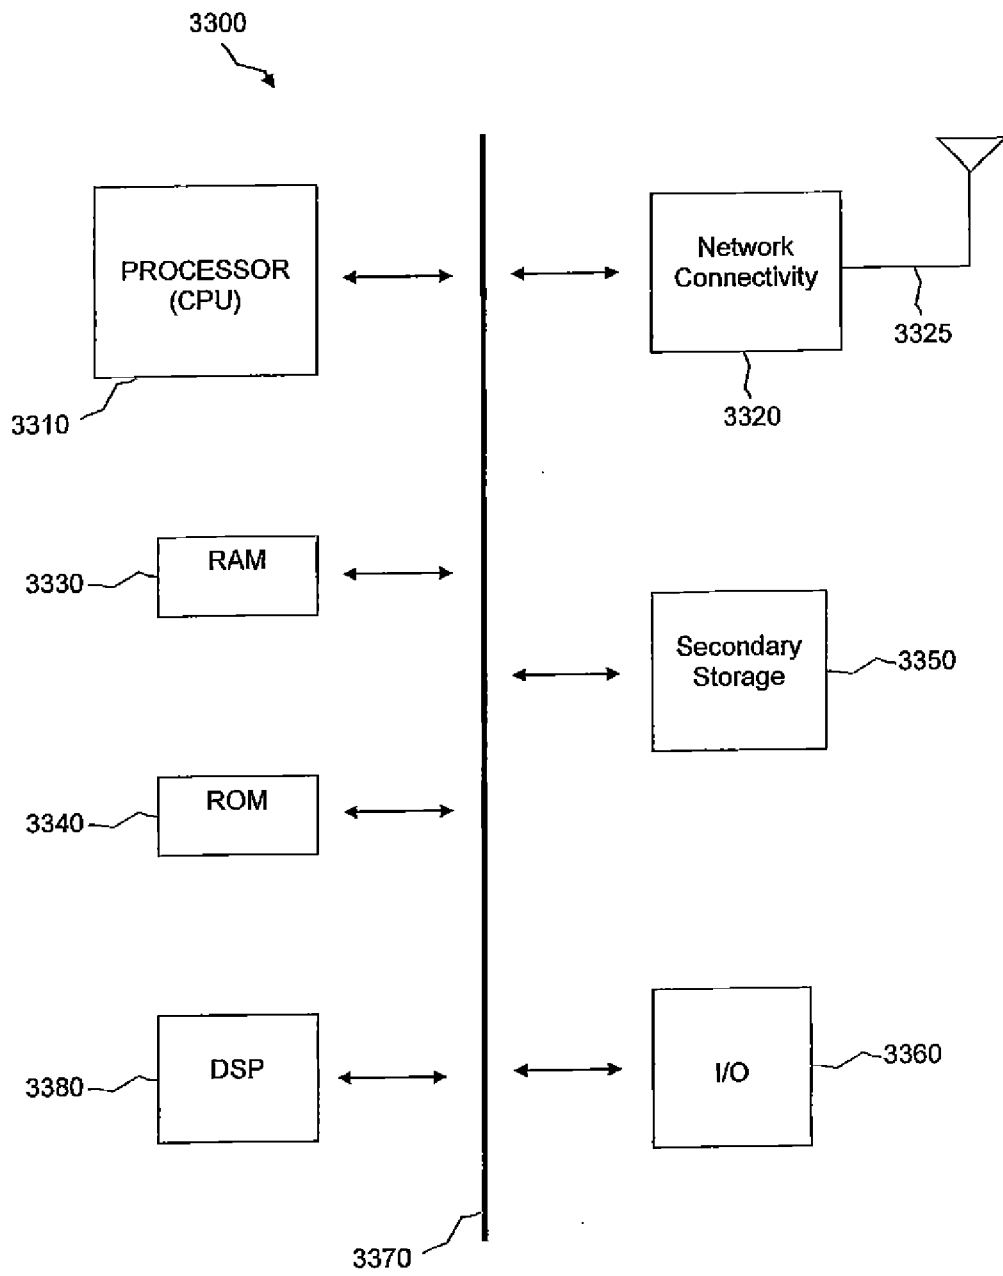 3300
PROCESSOR
(CPU)
3310
Network
Connectivity
3325
3320
RAM
3330
Secondary
Storage
3350
ROM
3340
DSP
3380
I/O
3360
3370